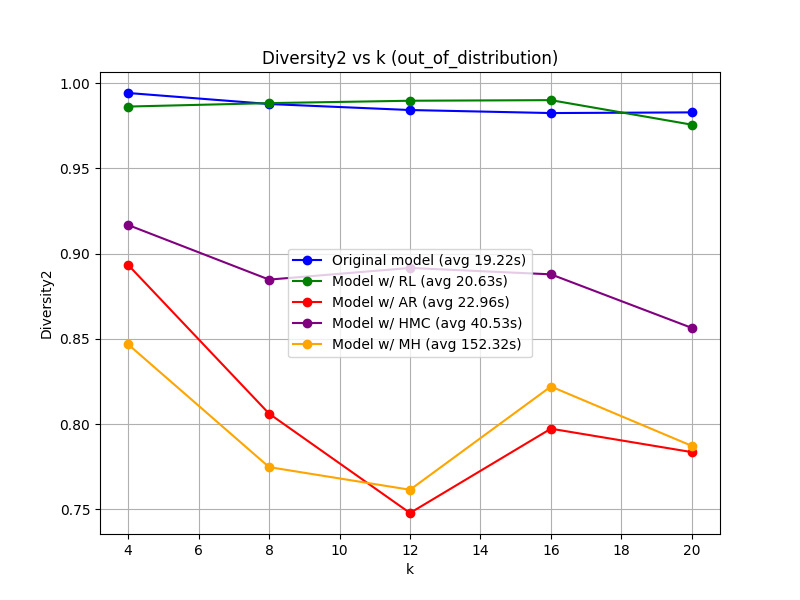 Diversity2 vs k (out_of_distribution)
1.00
0.95
0.90
0.85
0.80
0.75
Diversity2
Original model (avg 19.22s)
Model w/ RL (avg 20.63s)
Model w/ AR (avg 22.96s)
Model w/ HMC (avg 40.53s)
Model w/ MH (avg 152.32s)
4 6 8 10 12 14 16 18 20
k